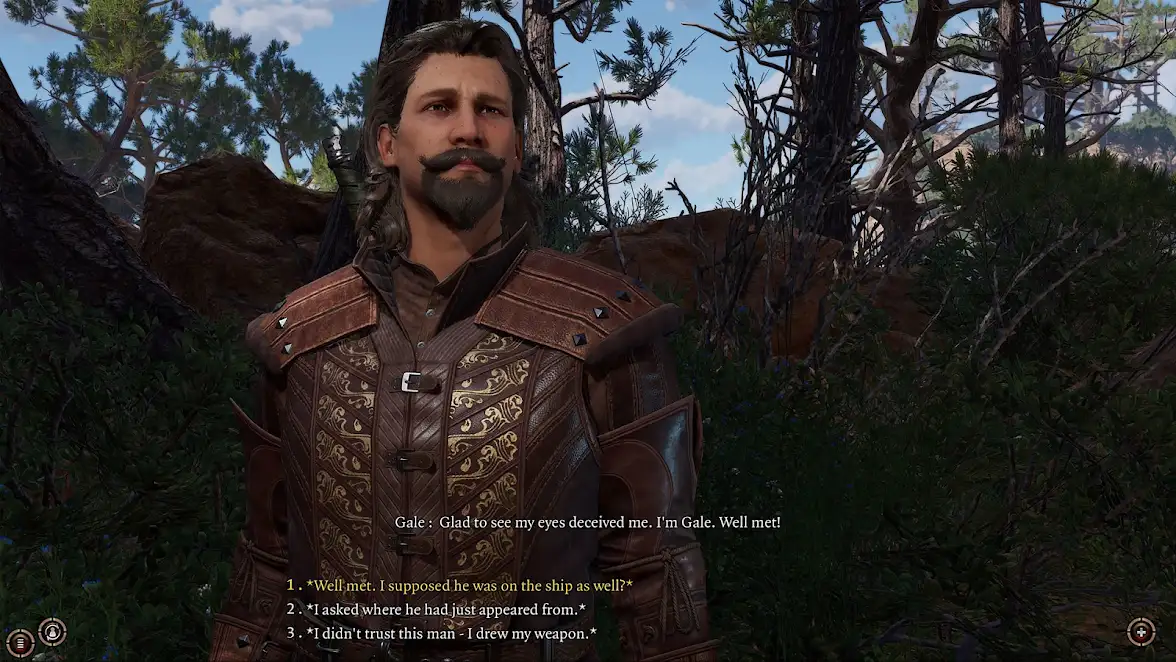 Gale : Glad to see my eyes deceived me. I'm Gale. Well met!
1. *Well met. I supposed he was on the ship as well?*
2. *I asked where he had just appeared from.*
3. *I didn't trust this man - I drew my weapon.*